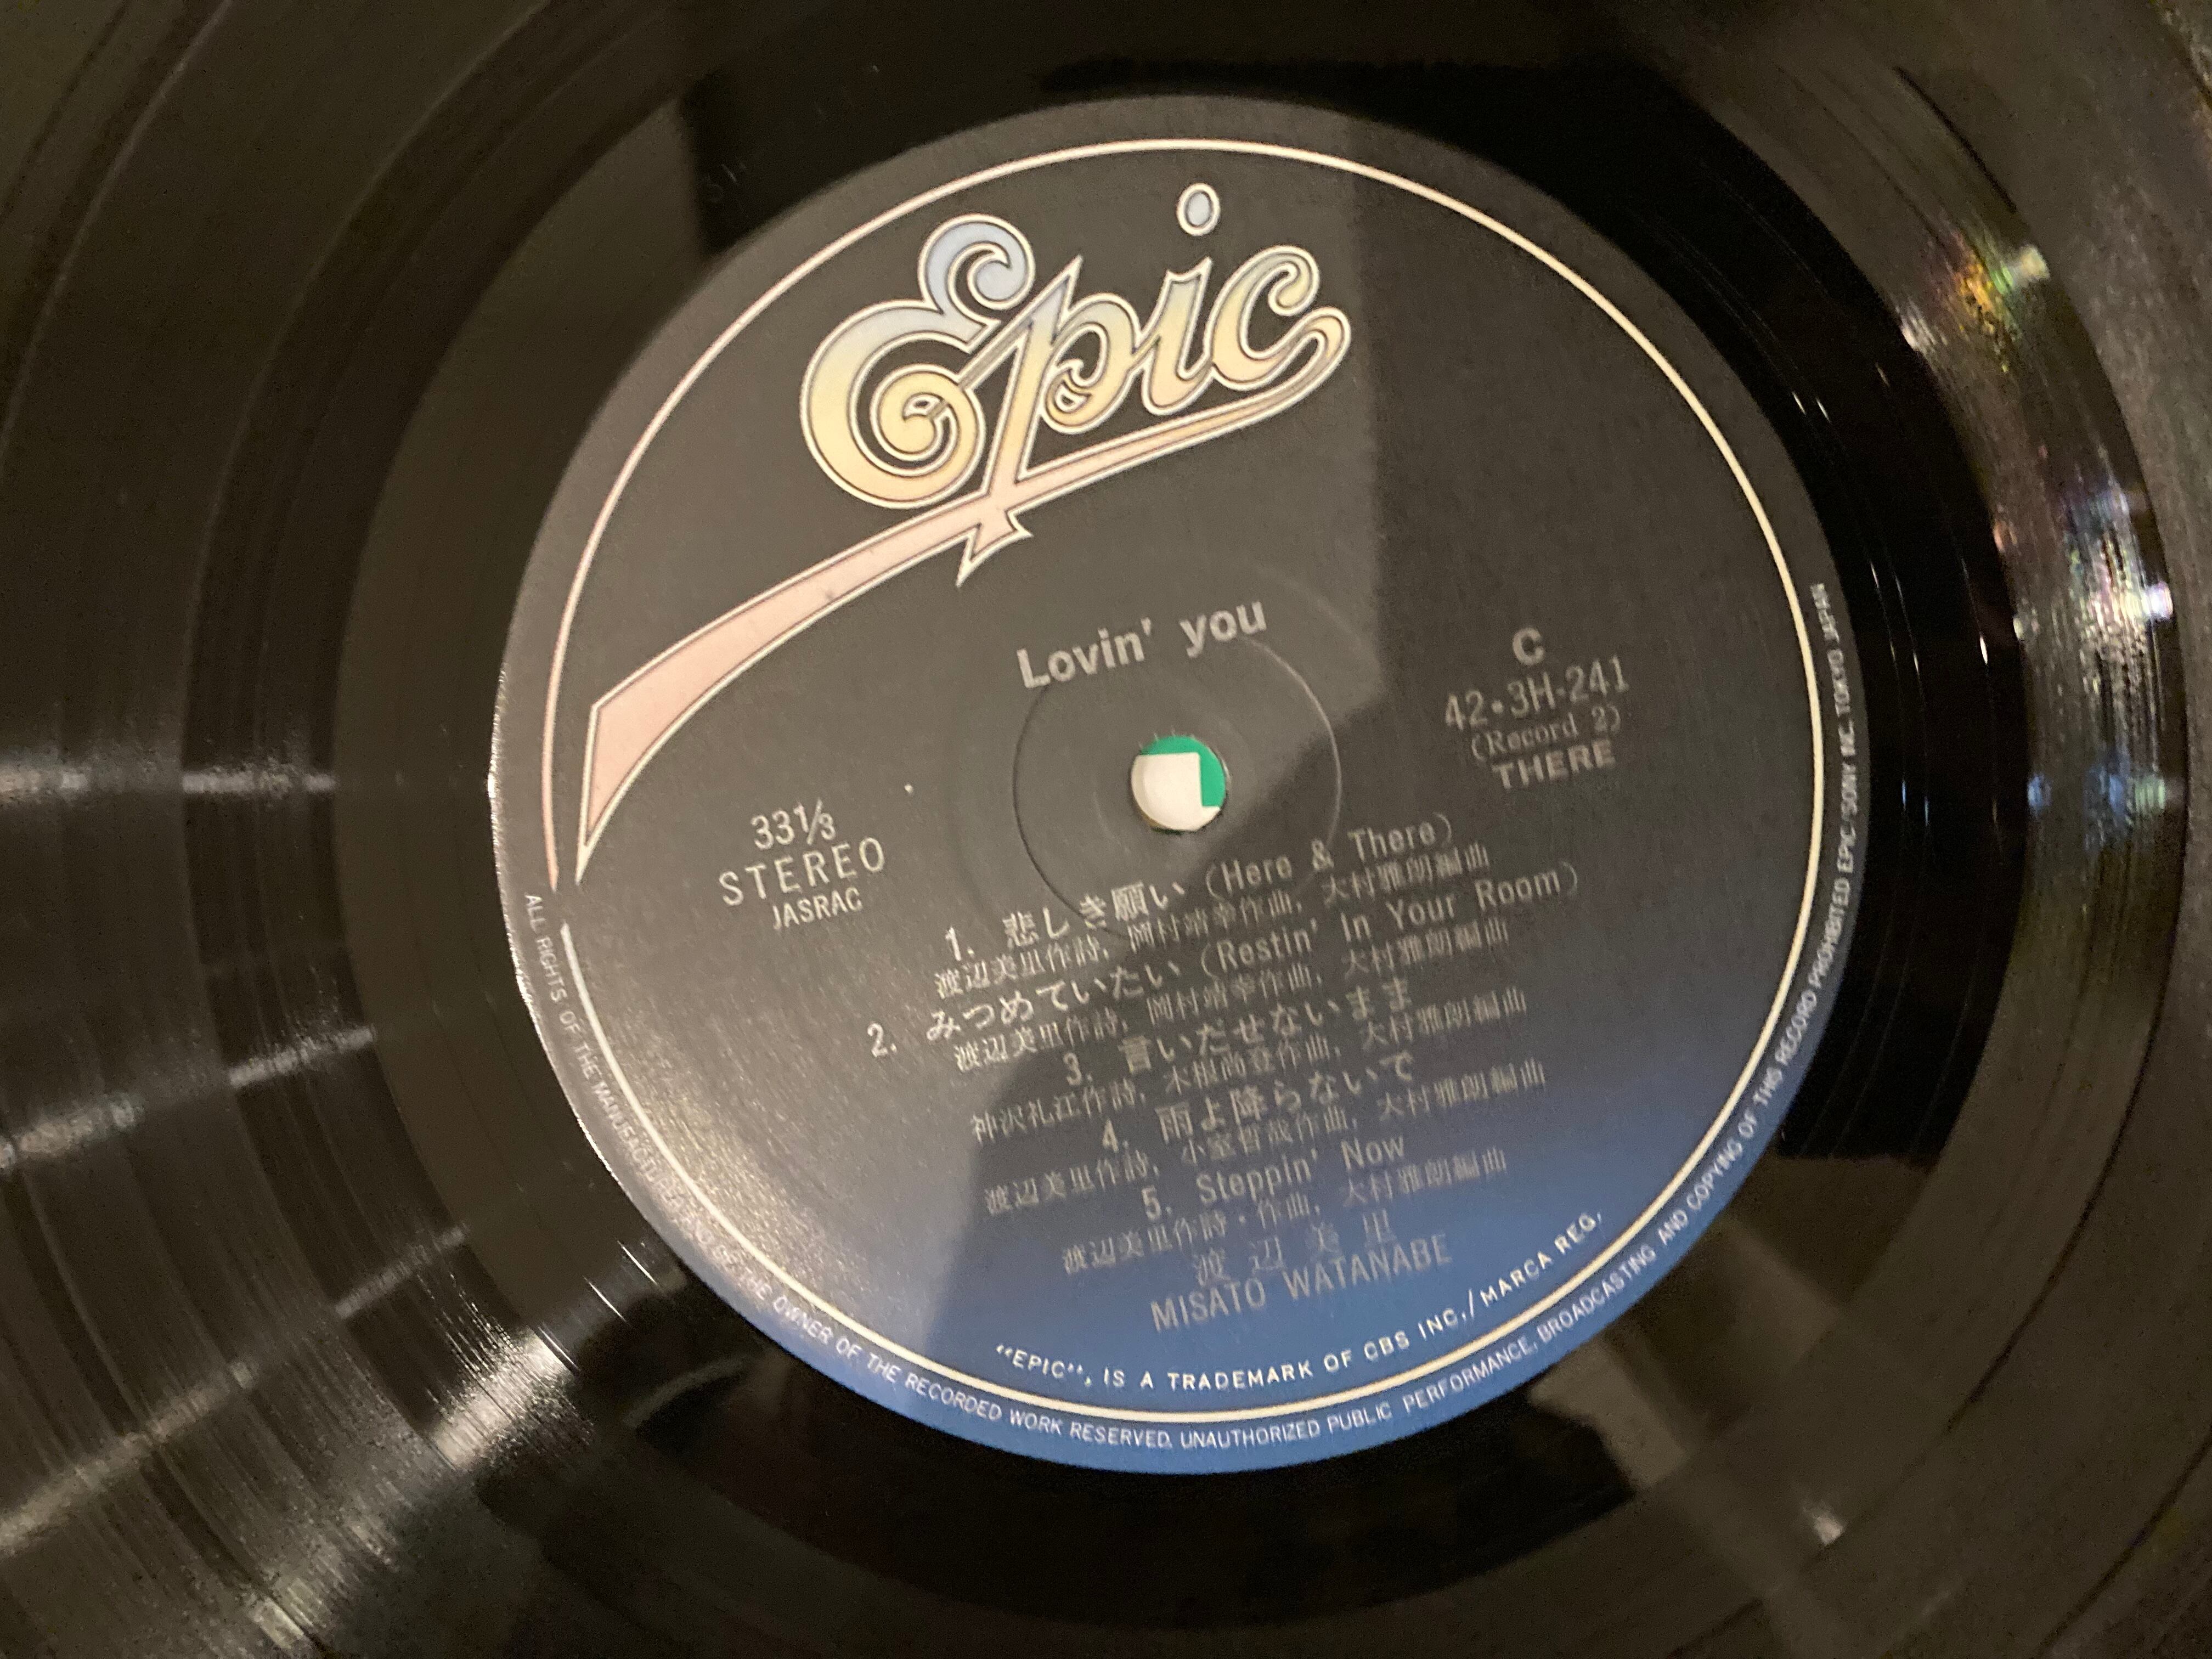 Epic
Lovin' you
C
42・3H-241
(Record 2)
THERE
33⅓
STEREO
JASRAC
1. 悲しき願い (Here & There)
渡辺美里作詩, 岡村靖幸作曲, 大村雅朗編曲
2. みつめていたい (Restin' In Your Room)
渡辺美里作詩, 岡村靖幸作曲, 大村雅朗編曲
3. 言いだせないまま
神沢礼江作詩, 木根尚登作曲, 大村雅朗編曲
4. 雨よ降らないで
渡辺美里作詩, 小室哲哉作曲, 大村雅朗編曲
5. Steppin' Now
渡辺美里作詩・作曲, 大村雅朗編曲
渡辺美里
MISATO WATANABE
“EPIC”, IS A TRADEMARK OF CBS INC./MARCA REG.
ALL RIGHTS OF THE MANUFACTURER AND OF THE OWNER OF THE RECORDED WORK RESERVED. UNAUTHORIZED PUBLIC PERFORMANCE, BROADCASTING AND COPYING OF THIS RECORD PROHIBITED EPIC/SONY INC. TOKYO JAPAN